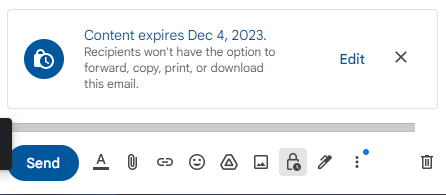 Content expires Dec 4, 2023.
Recipients won't have the option to
forward, copy, print, or download
this email.
Edit
Send
A